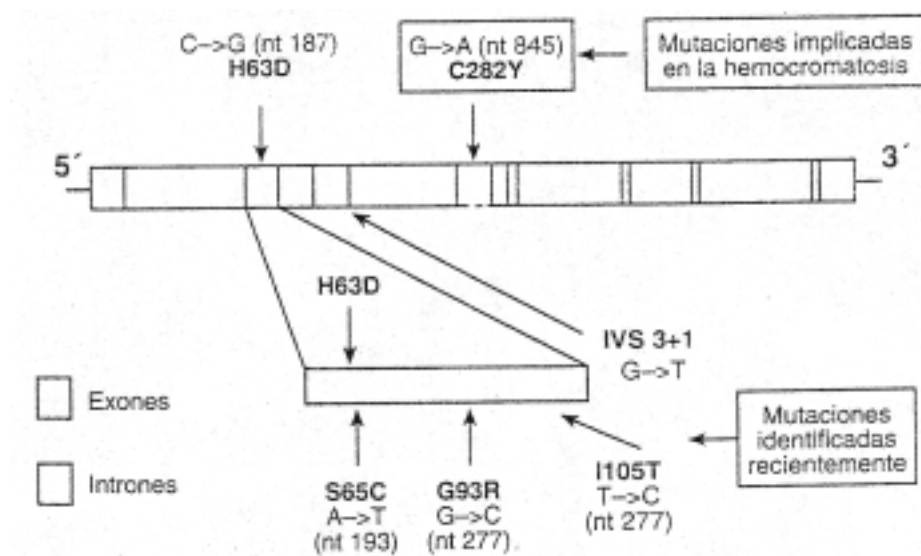 C–>G (nt 187)
H63D
G–>A (nt 845)
C282Y
Mutaciones implicadas
en la hemocromatosis
5´
3´
H63D
IVS 3+1
G–>T
Exones
Intrones
S65C
A–>T
(nt 193)
G93R
G–>C
(nt 277)
I105T
T–>C
(nt 277)
Mutaciones
identificadas
recientemente